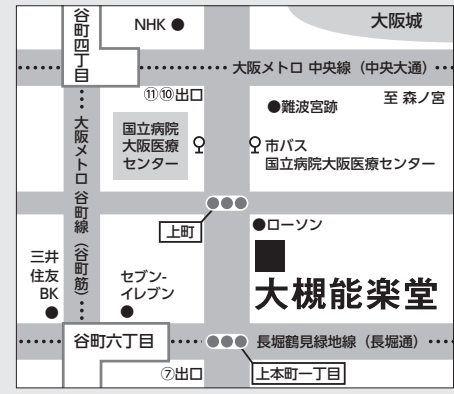 谷町四丁目
NHK ●
大阪城
大阪メトロ 中央線（中央大通）
⑪⑩出口
至 森ノ宮
●難波宮跡
大阪メトロ 谷町線（谷町筋）
国立病院
大阪医療
センター
市バス
国立病院大阪医療センター
上町
●ローソン
三井
住友
BK
●
セブン-
イレブン
●
■
大槻能楽堂
谷町六丁目
長堀鶴見緑地線（長堀通）
⑦出口
上本町一丁目